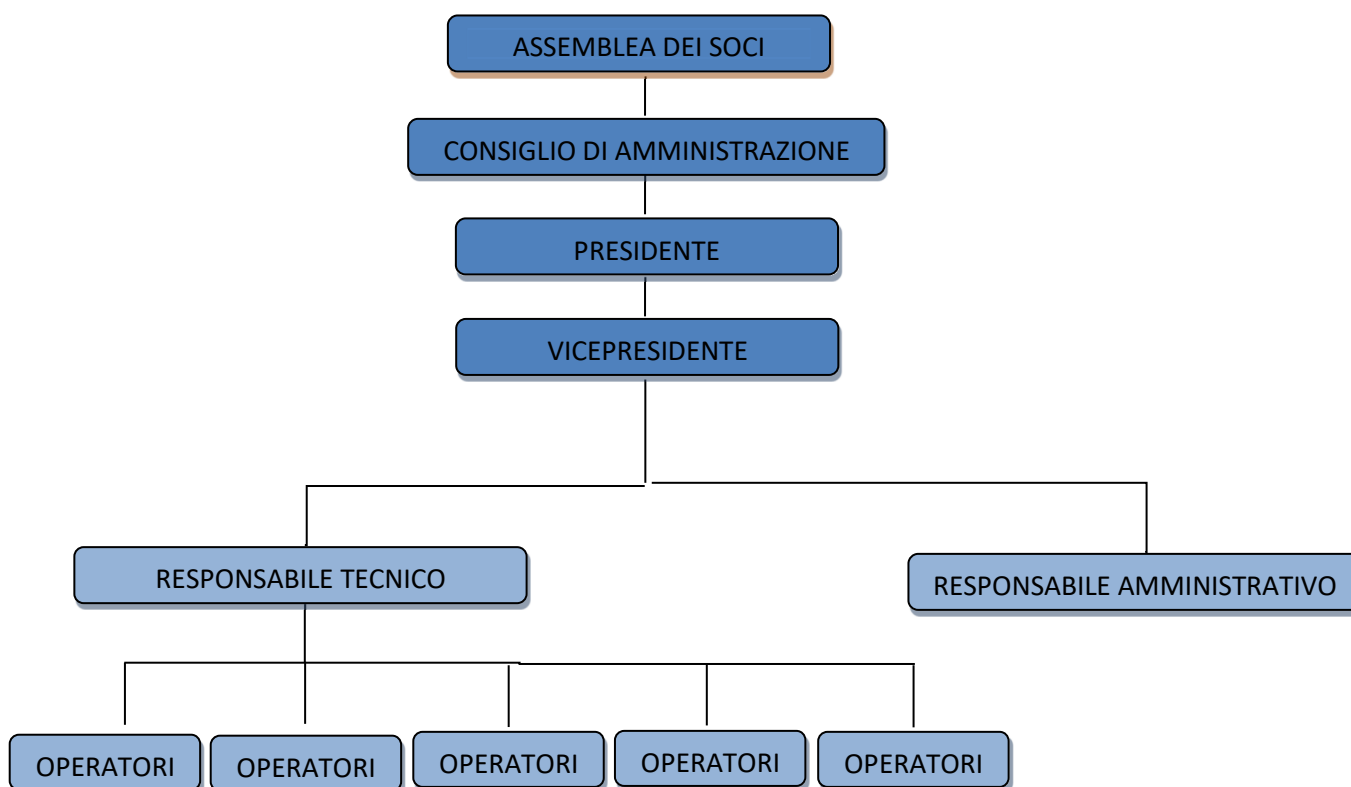 ASSEMBLEA DEI SOCI
CONSIGLIO DI AMMINISTRAZIONE
PRESIDENTE
VICEPRESIDENTE
RESPONSABILE TECNICO
RESPONSABILE AMMINISTRATIVO
OPERATORI
OPERATORI
OPERATORI
OPERATORI
OPERATORI